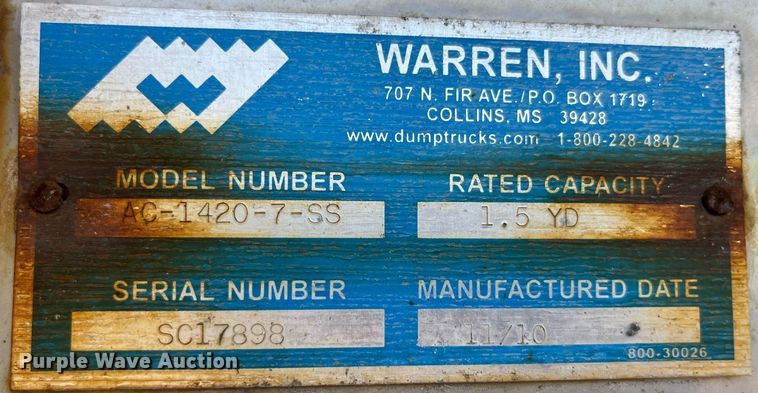 WARREN, INC.
707 N. FIR AVE./P.O. BOX 1719
COLLINS, MS 39428
www.dumptrucks.com 1-800-228-4842
MODEL NUMBER RATED CAPACITY
AC-1420-7-SS 1.5 YD
SERIAL NUMBER MANUFACTURED DATE
SC17898 11/10
800-30026
Purple Wave Auction